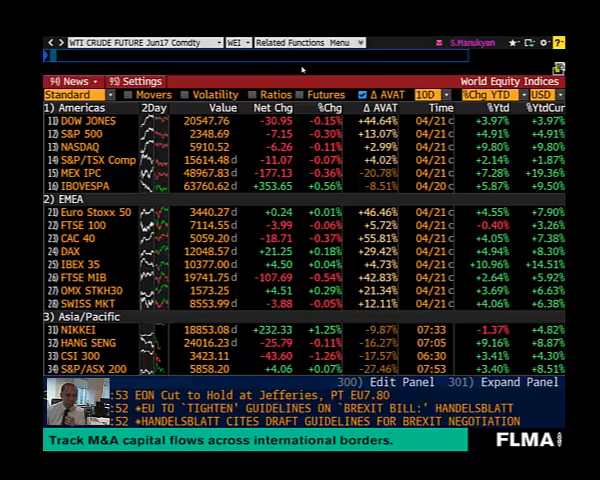 WTI CRUDE FUTURE Jun17 Comdty WEI Related Functions Menu S.Manukyan
94) News 95) Settings World Equity Indices
Standard Movers Volatility Ratios Futures Δ AVAT 10D %Chg YTD USD
1) Americas 2Day Value Net Chg %Chg Δ AVAT Time %Ytd %YtdCur
11) DOW JONES 20547.76 -30.95 -0.15% +44.64% 04/21 c +3.97% +3.97%
12) S&P 500 2348.69 -7.15 -0.30% +13.07% 04/21 c +4.91% +4.91%
13) NASDAQ 5910.52 -6.26 -0.11% +2.99% 04/21 c +9.80% +9.80%
14) S&P/TSX Comp 15614.48 d -11.07 -0.07% +4.02% 04/21 c +2.14% +1.87%
15) MEX IPC 48967.83 d -177.13 -0.36% -20.78% 04/21 c +7.28% +19.36%
16) IBOVESPA 63760.62 d +353.65 +0.56% -8.51% 04/20 c +5.87% +9.50%
2) EMEA
21) Euro Stoxx 50 3440.27 d +0.24 +0.01% +46.46% 04/21 c +4.55% +7.90%
22) FTSE 100 7114.55 d -3.99 -0.06% +5.72% 04/21 c -0.40% +3.26%
23) CAC 40 5059.20 d -18.71 -0.37% +55.81% 04/21 c +4.05% +7.38%
24) DAX 12048.57 d +21.25 +0.18% +29.42% 04/21 c +4.94% +8.30%
25) IBEX 35 10377.00 d +4.50 +0.04% +4.73% 04/21 c +10.96% +14.51%
26) FTSE MIB 19741.75 d -107.69 -0.54% +42.83% 04/21 c +2.64% +5.92%
27) OMX STKH30 1573.25 d +4.51 +0.29% +21.34% 04/21 c +3.69% +6.63%
28) SWISS MKT 8553.99 d -3.88 -0.05% +12.11% 04/21 c +4.06% +6.38%
3) Asia/Pacific
31) NIKKEI 18853.08 d +232.33 +1.25% -9.87% 07:33 -1.37% +4.82%
32) HANG SENG 24016.23 d -25.79 -0.11% -16.27% 07:05 +9.16% +8.87%
33) CSI 300 3423.11 -43.60 -1.26% -17.57% 06:30 +3.41% +4.30%
34) S&P/ASX 200 5858.20 +4.06 +0.07% -27.46% 07:53 +3.40% +8.51%
300) Edit Panel 301) Expand Panel
:53 EON Cut to Hold at Jefferies, PT EU7.80
:52 *EU TO `TIGHTEN' GUIDELINES ON `BREXIT BILL:' HANDELSBLATT
:52 *HANDELSBLATT CITES DRAFT GUIDELINES FOR BREXIT NEGOTIATION
Track M&A capital flows across international borders. FLMA